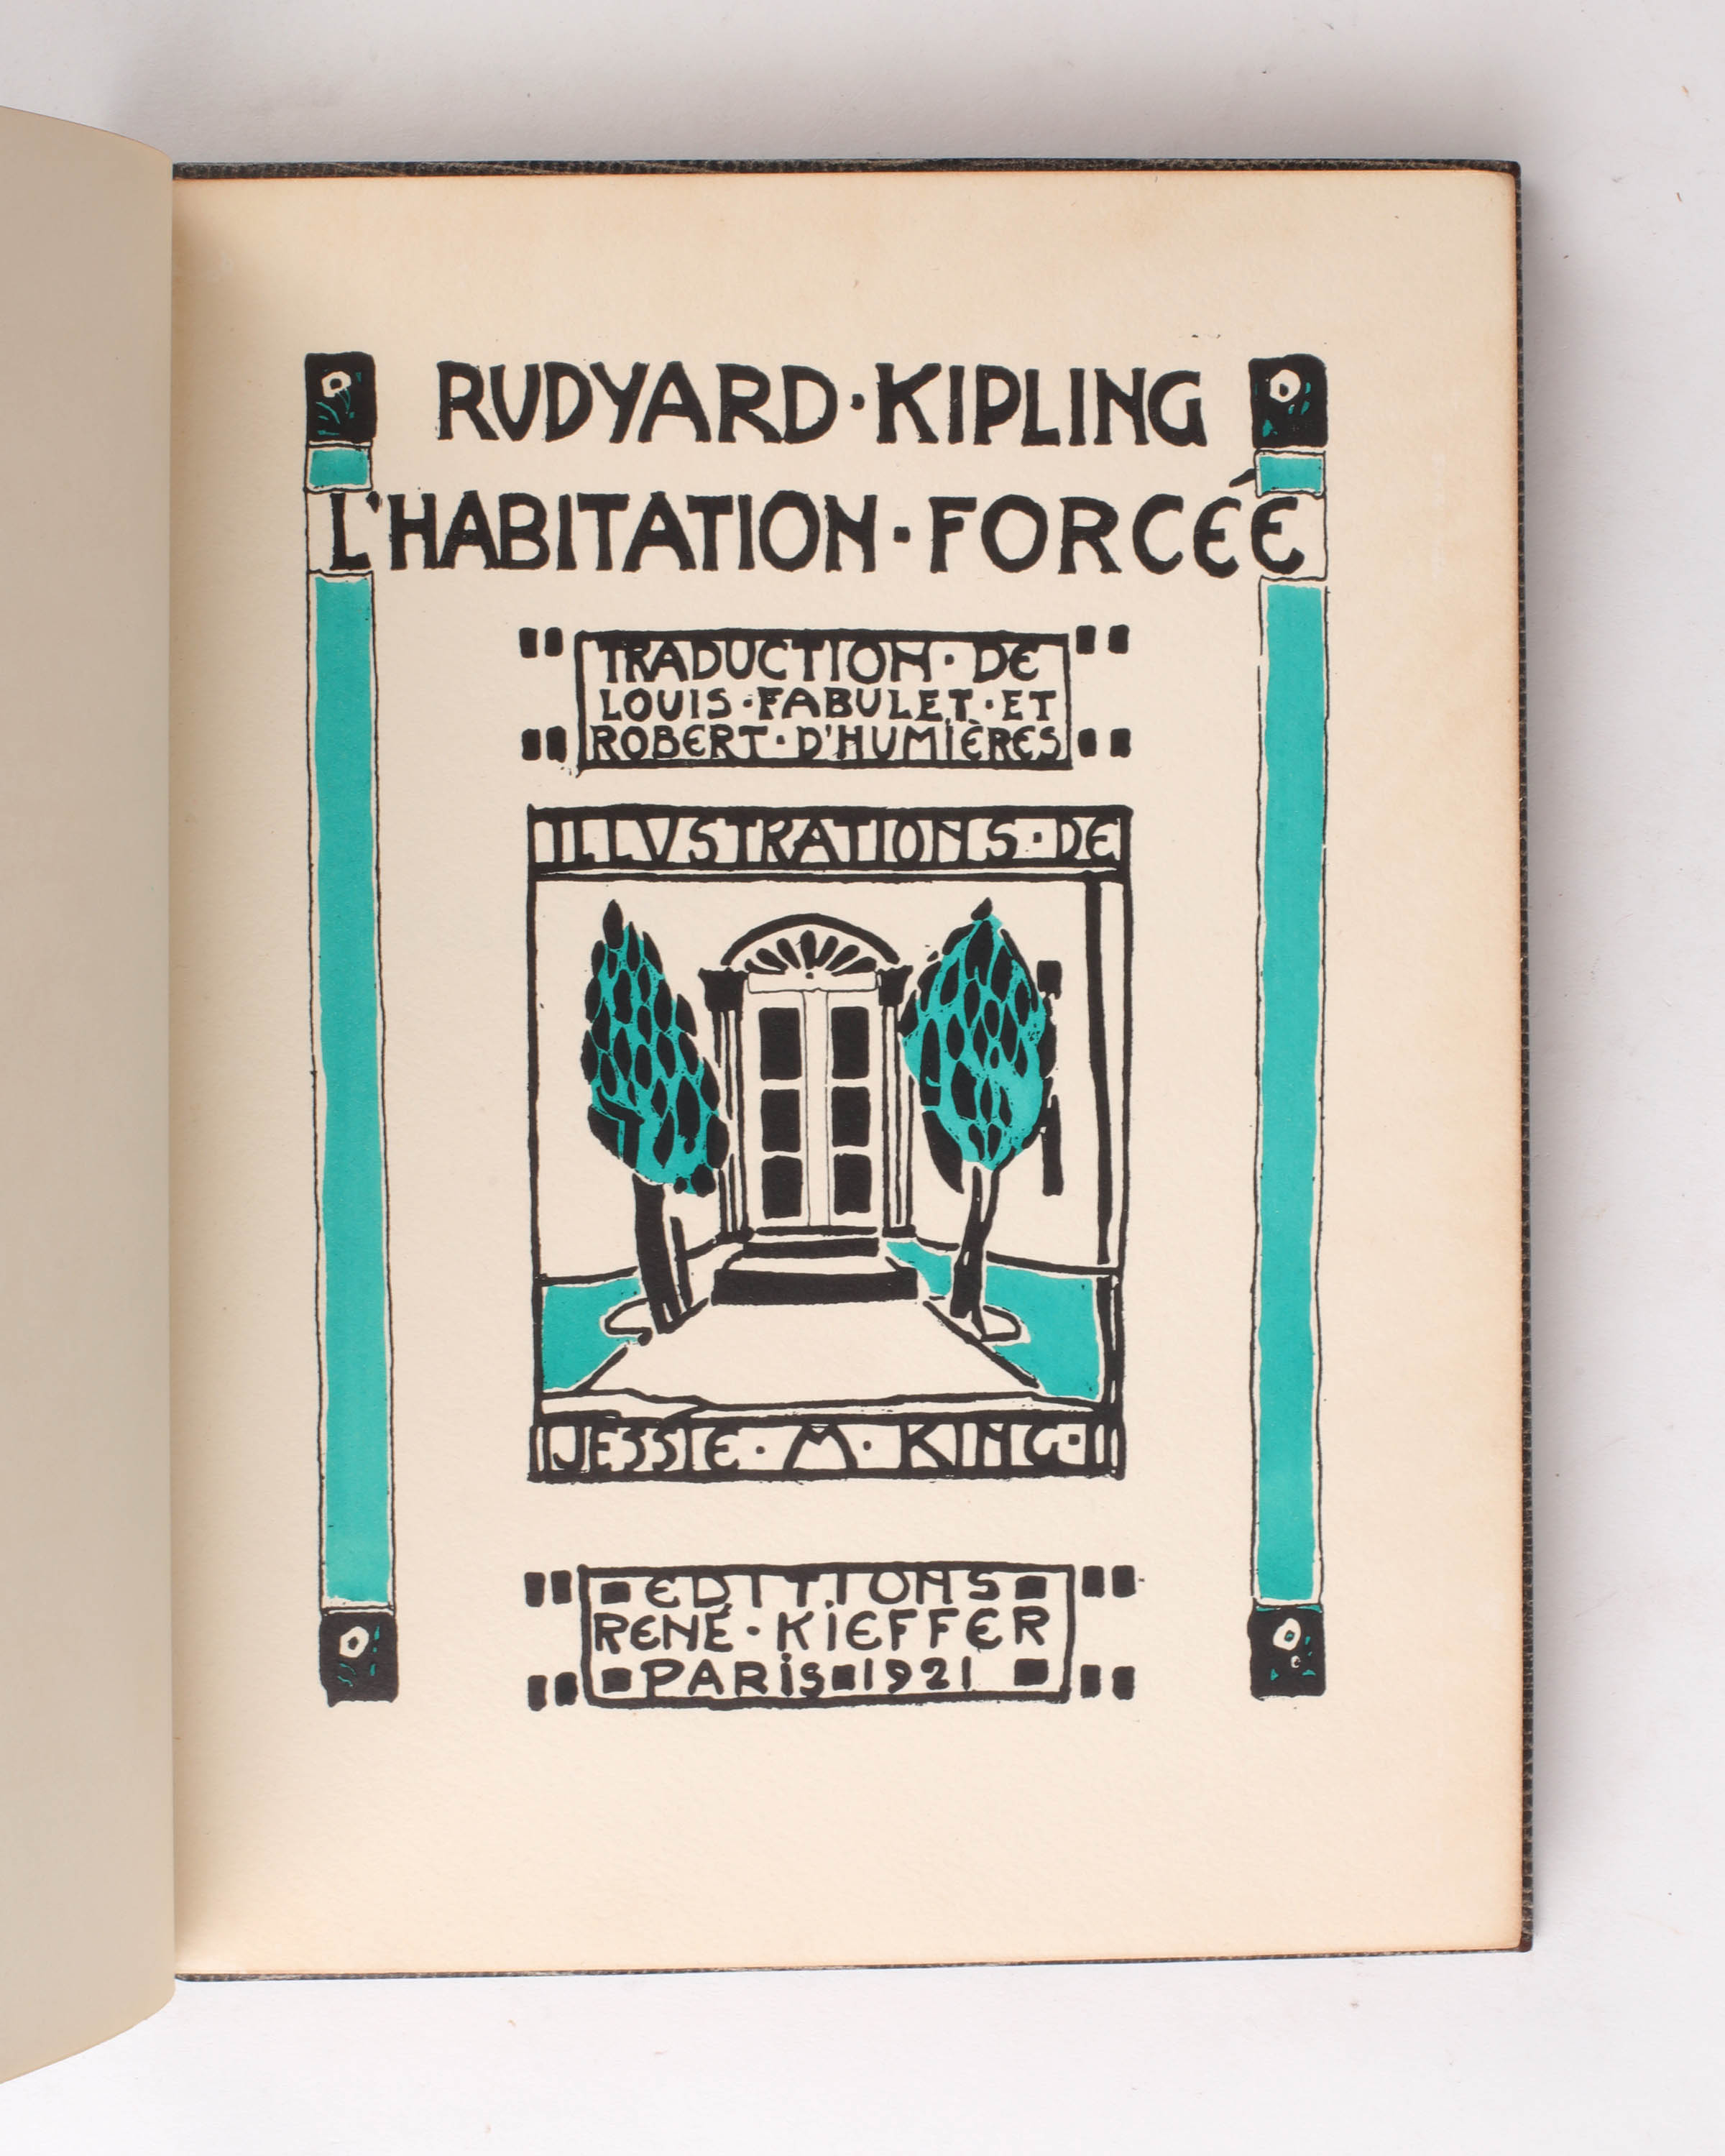 RUDYARD·KIPLING
L'HABITATION·FORCÉE
TRADUCTION·DE
LOUIS·FABULET·ET
ROBERT·D'HUMIÈRES
ILLVSTRATIONS·DE
JESSIE·M·KING·
EDITIONS
RENÉ·KIEFFER
PARiS 1921